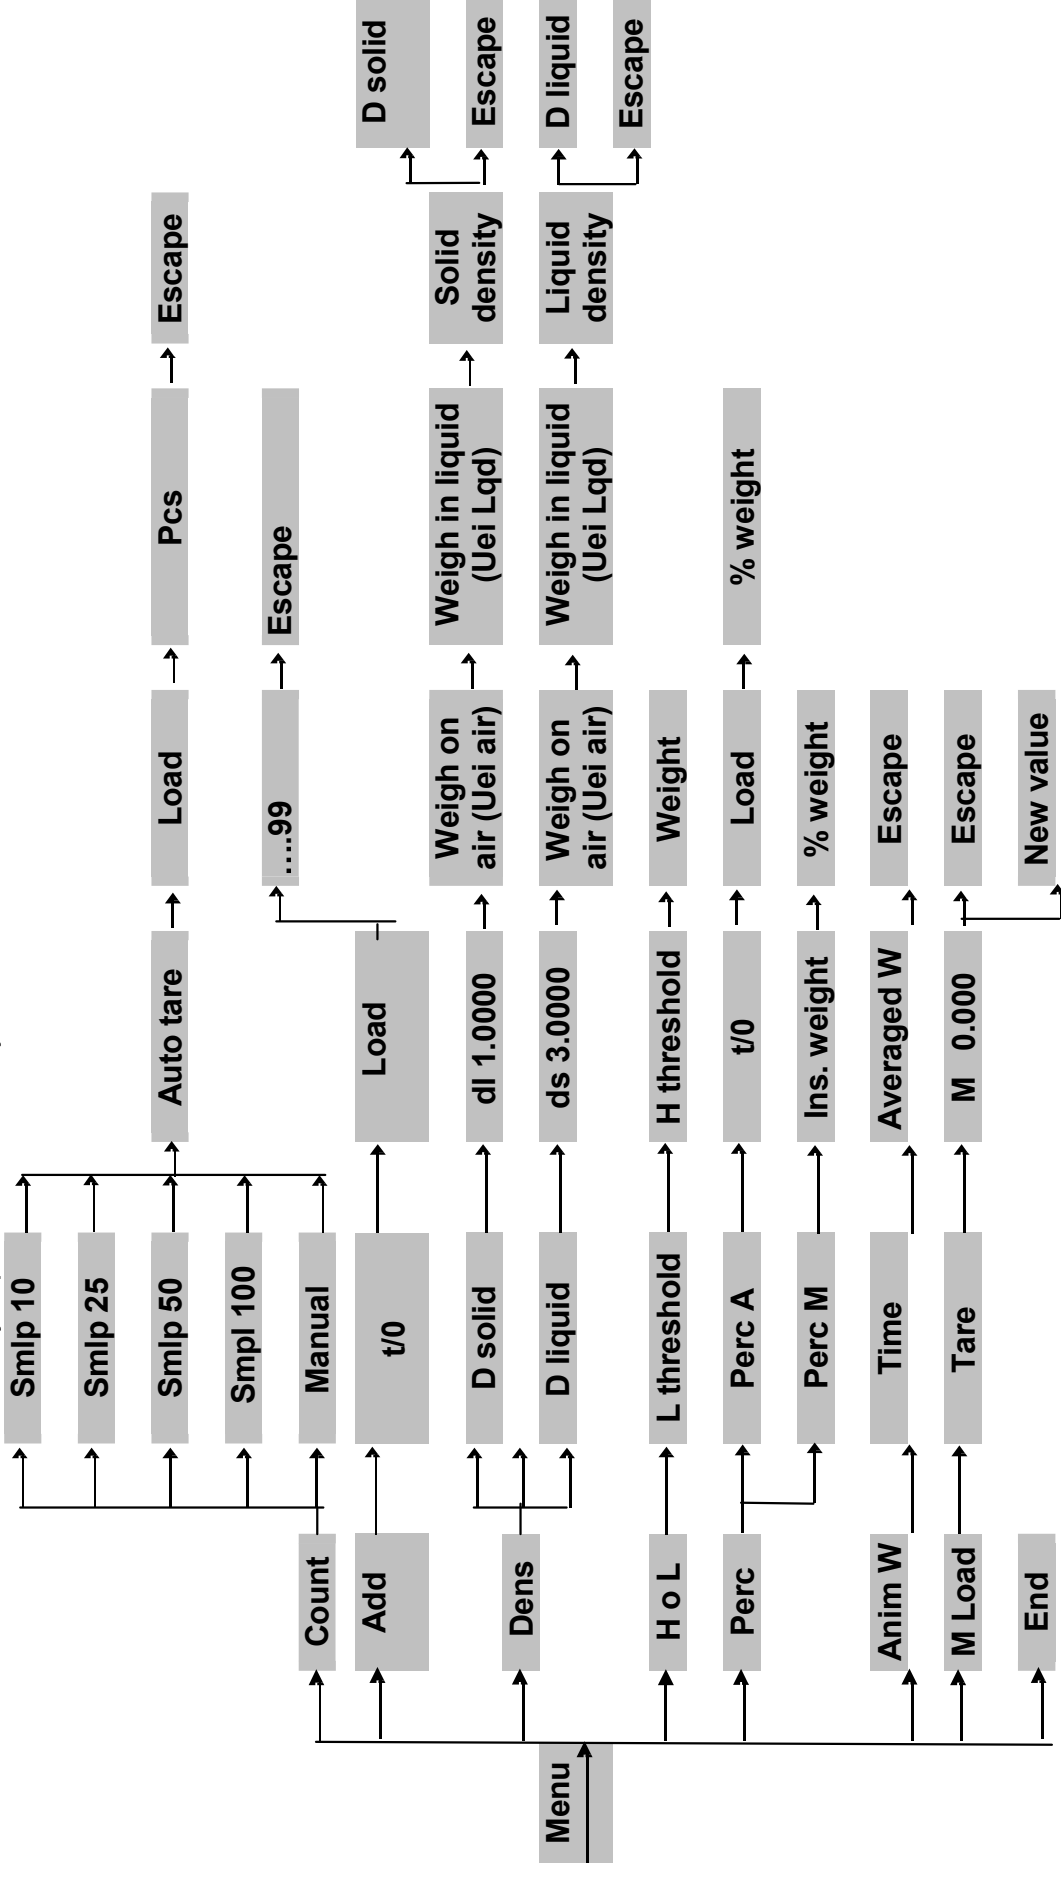 Menu
Count
Smlp 10
Smlp 25
Smlp 50
Smpl 100
Manual
Auto tare
Load
Pcs
Escape
Add
t/0
Load
….99
Escape
Dens
D solid
dl 1.0000
Weigh on
air (Uei air)
Weigh in liquid
(Uei Lqd)
Solid
density
D solid
Escape
D liquid
ds 3.0000
Weigh on
air (Uei air)
Weigh in liquid
(Uei Lqd)
Liquid
density
D liquid
Escape
H o L
L threshold
H threshold
Weight
Perc
Perc A
t/0
Load
% weight
Perc M
Ins. weight
% weight
Anim W
Time
Averaged W
Escape
M Load
Tare
M 0.000
Escape
New value
End